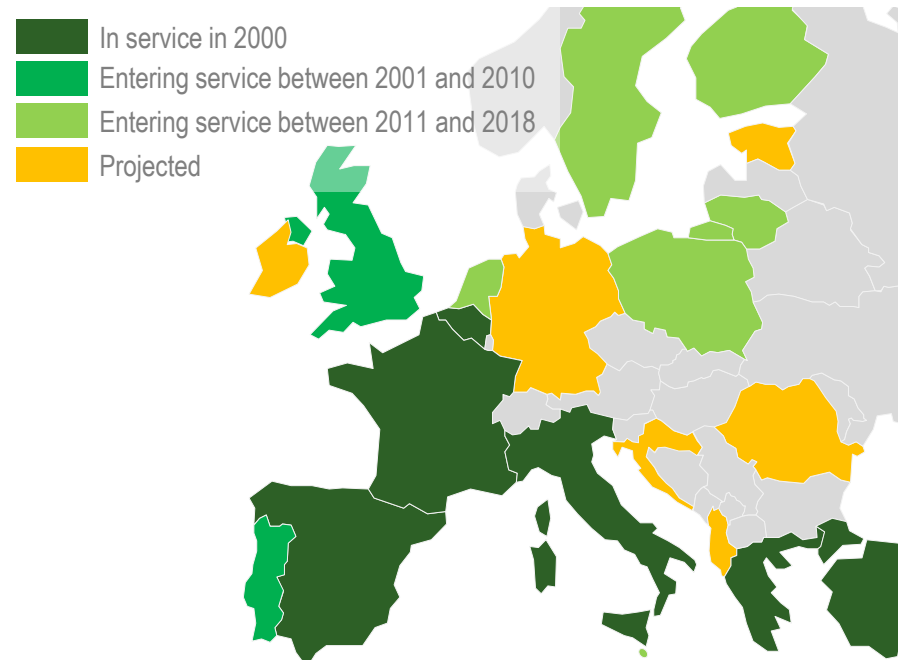 In service in 2000
Entering service between 2001 and 2010
Entering service between 2011 and 2018
Projected